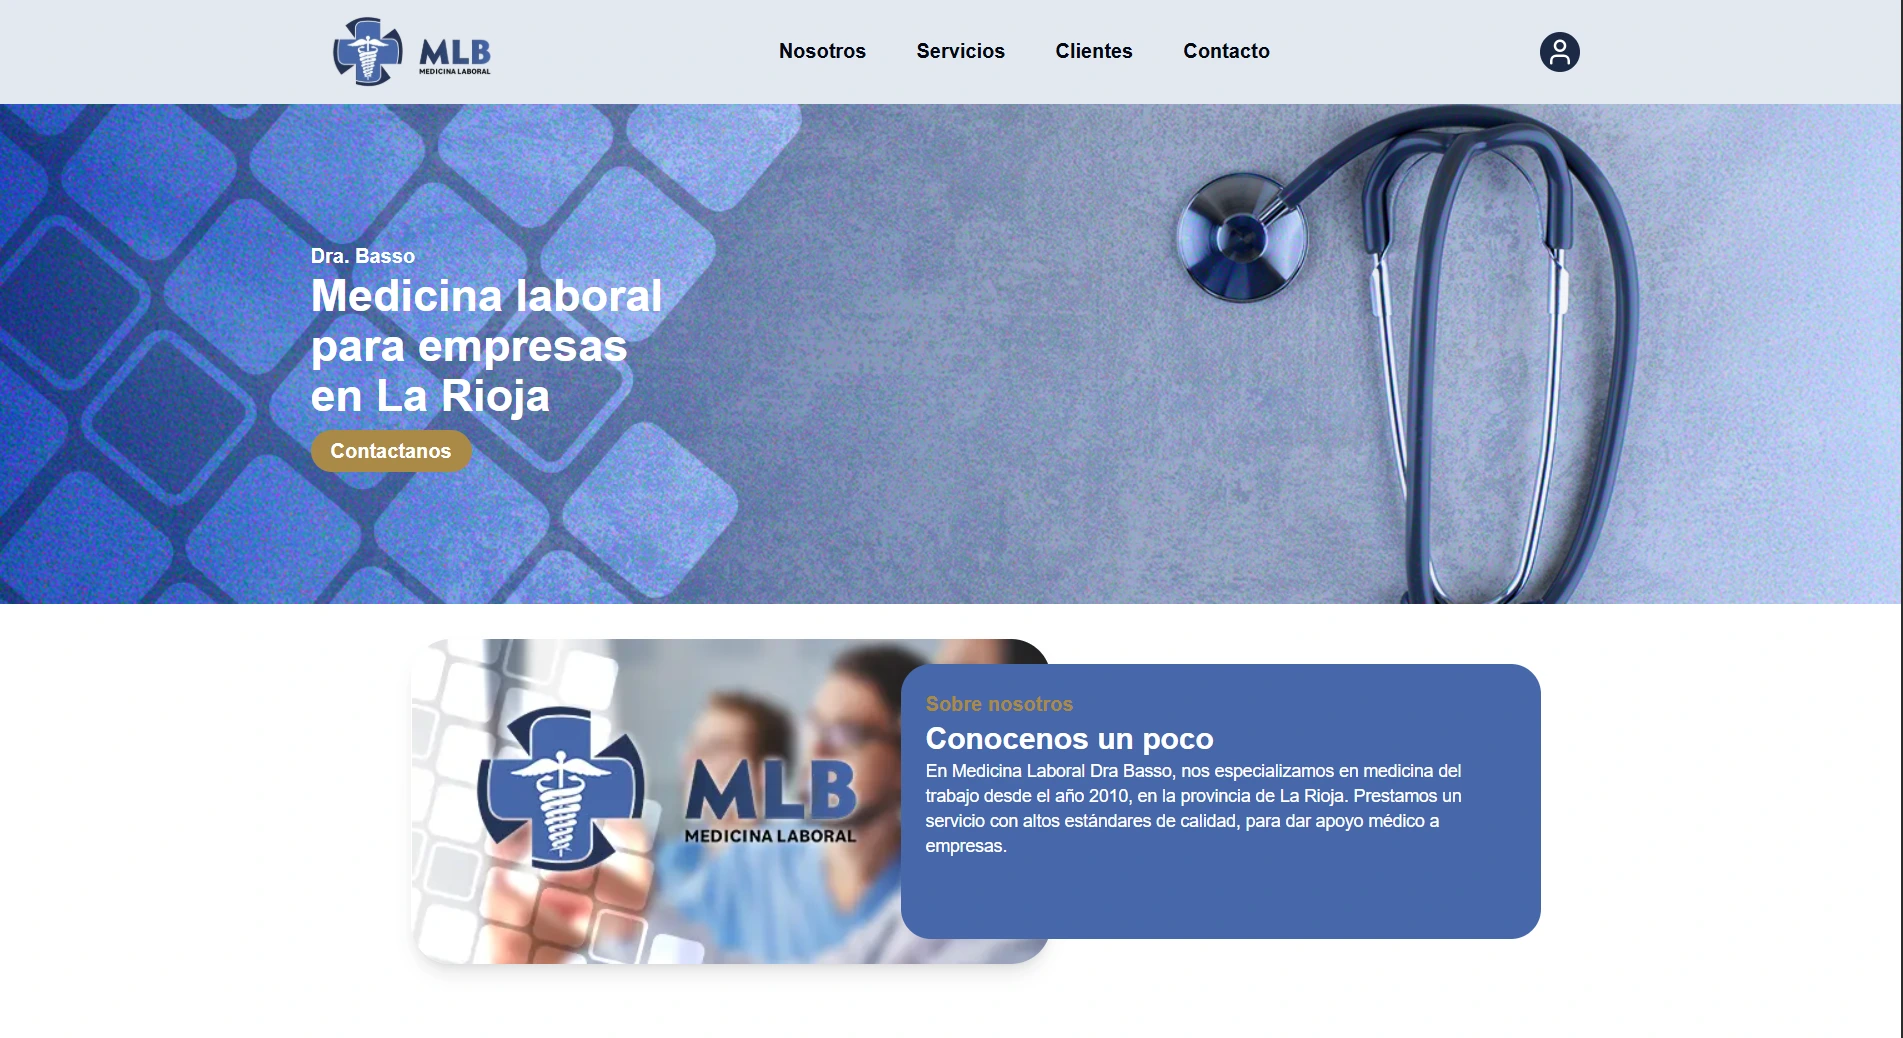 MLB
MEDICINA LABORAL
Nosotros
Servicios
Clientes
Contacto
Dra. Basso
Medicina laboral
para empresas
en La Rioja
Contactanos
MLB
MEDICINA LABORAL
Sobre nosotros
Conocenos un poco
En Medicina Laboral Dra Basso, nos especializamos en medicina del
trabajo desde el año 2010, en la provincia de La Rioja. Prestamos un
servicio con altos estándares de calidad, para dar apoyo médico a
empresas.